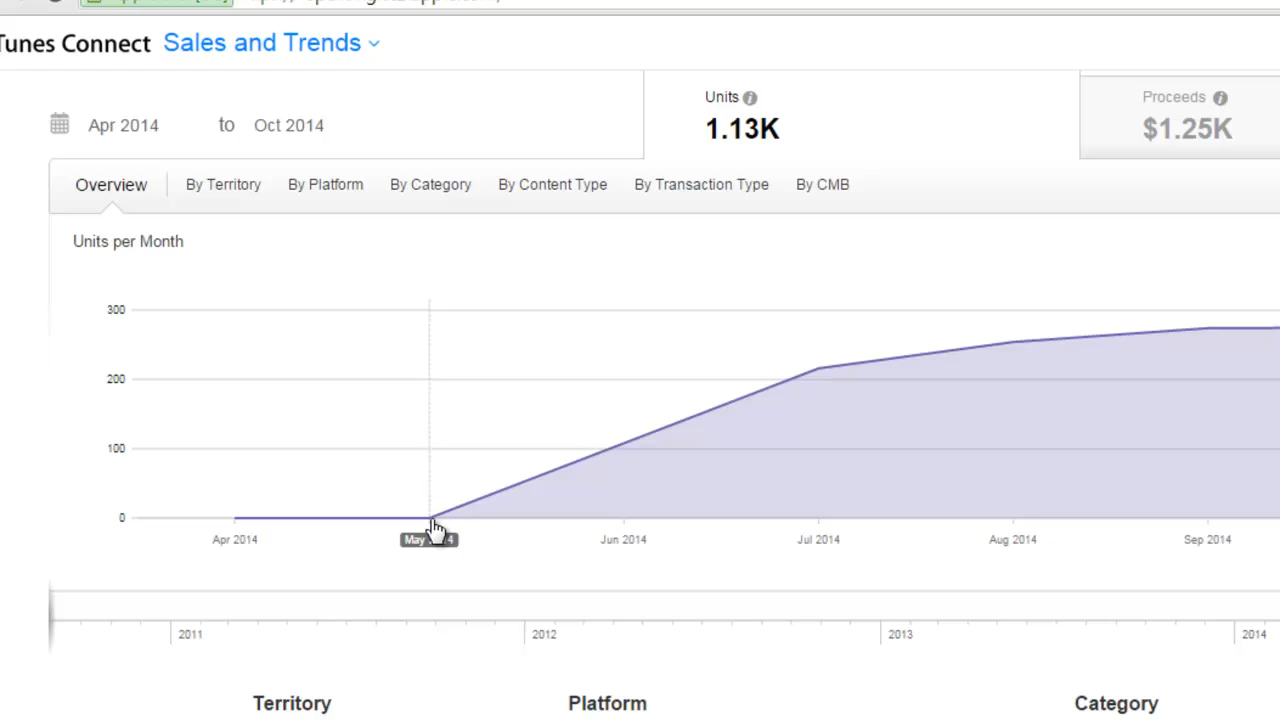 Tunes Connect Sales and Trends
Apr 2014 to Oct 2014
Units
1.13K
Proceeds
$1.25K
Overview By Territory By Platform By Category By Content Type By Transaction Type By CMB
Units per Month
300
200
100
0
Apr 2014 May 4 Jun 2014 Jul 2014 Aug 2014 Sep 2014
2011 2012 2013 2014
Territory Platform Category